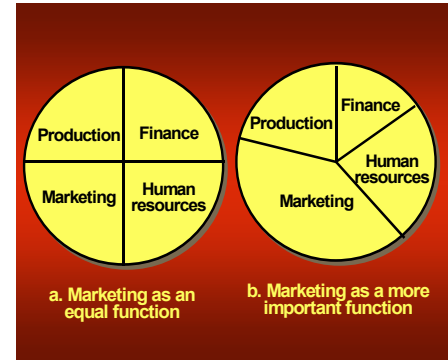 Production
Finance
Marketing
Human
resources
a. Marketing as an
equal function
Production
Finance
Human
resources
Marketing
b. Marketing as a more
important function